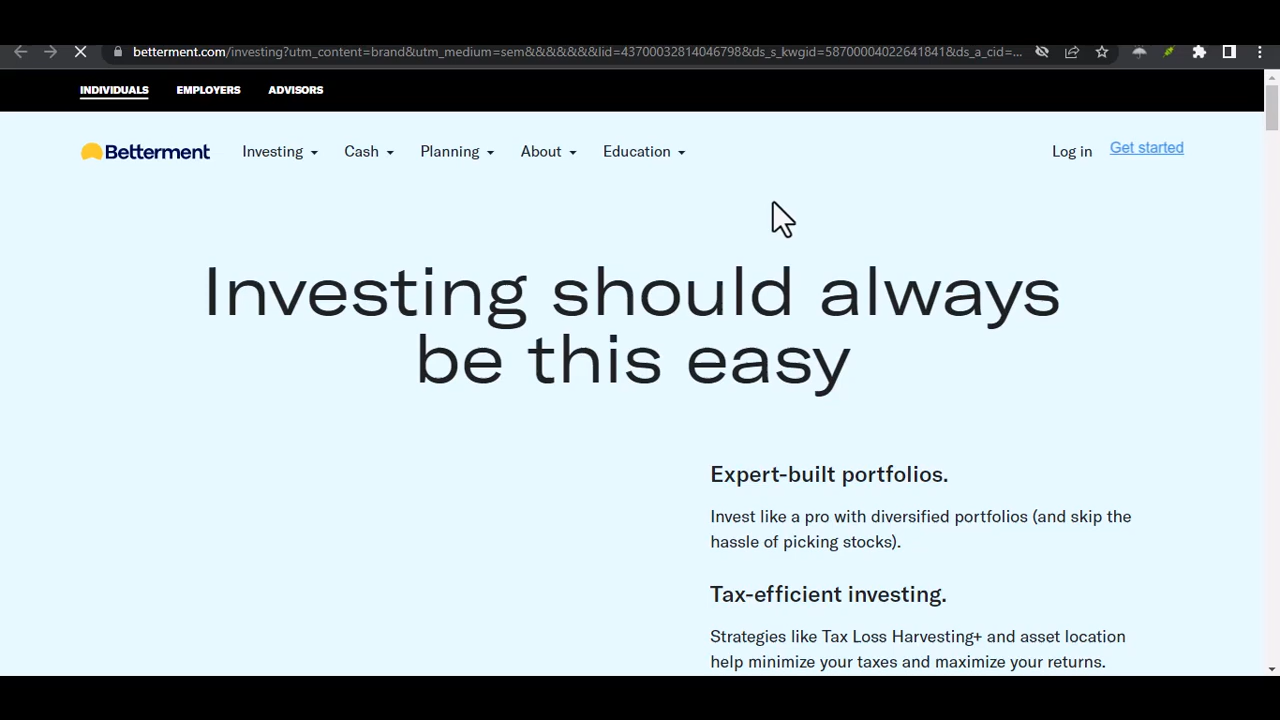 betterment.com/investing?utm_content=brand&utm_medium=sem&&&&&&&lid=43700032814046798&ds_s_kwgid=58700004022641841&ds_a_cid=...
INDIVIDUALS EMPLOYERS ADVISORS
Betterment Investing Cash Planning About Education Log in Get started
Investing should always
be this easy
Expert-built portfolios.
Invest like a pro with diversified portfolios (and skip the
hassle of picking stocks).
Tax-efficient investing.
Strategies like Tax Loss Harvesting+ and asset location
help minimize your taxes and maximize your returns.